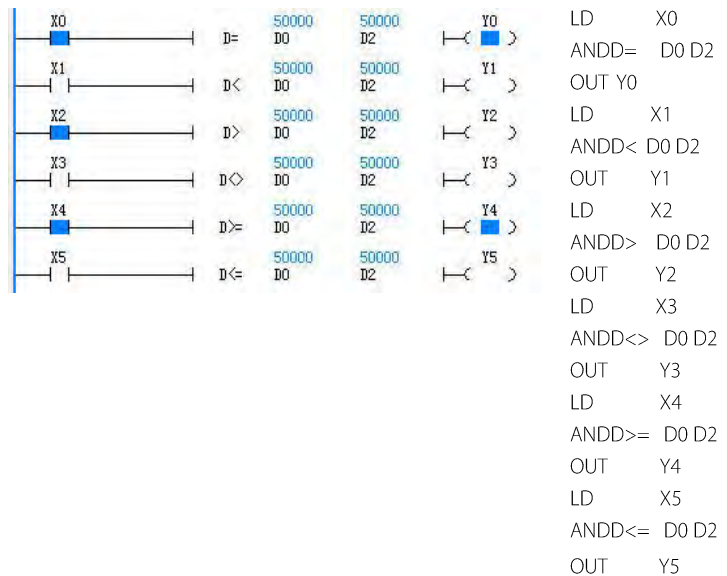 X0 50000 50000 Y0
D= D0 D2
X1 50000 50000 Y1
D< D0 D2
X2 50000 50000 Y2
D> D0 D2
X3 50000 50000 Y3
D<> D0 D2
X4 50000 50000 Y4
D>= D0 D2
X5 50000 50000 Y5
D<= D0 D2
LD X0
ANDD= D0 D2
OUT Y0
LD X1
ANDD< D0 D2
OUT Y1
LD X2
ANDD> D0 D2
OUT Y2
LD X3
ANDD<> D0 D2
OUT Y3
LD X4
ANDD>= D0 D2
OUT Y4
LD X5
ANDD<= D0 D2
OUT Y5